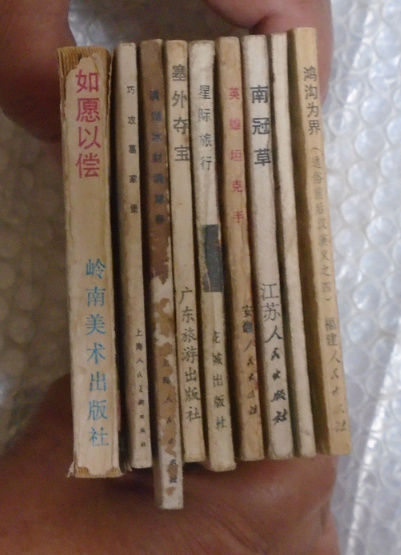 如愿以偿
岭南美术出版社
巧攻葛家堡
上海人民美术出版社
塞外夺宝
广东旅游出版社
星际旅行
花城出版社
英雄坦克手
安徽人民出版社
南冠草
江苏人民出版社
鸿沟为界
福建人民出版社